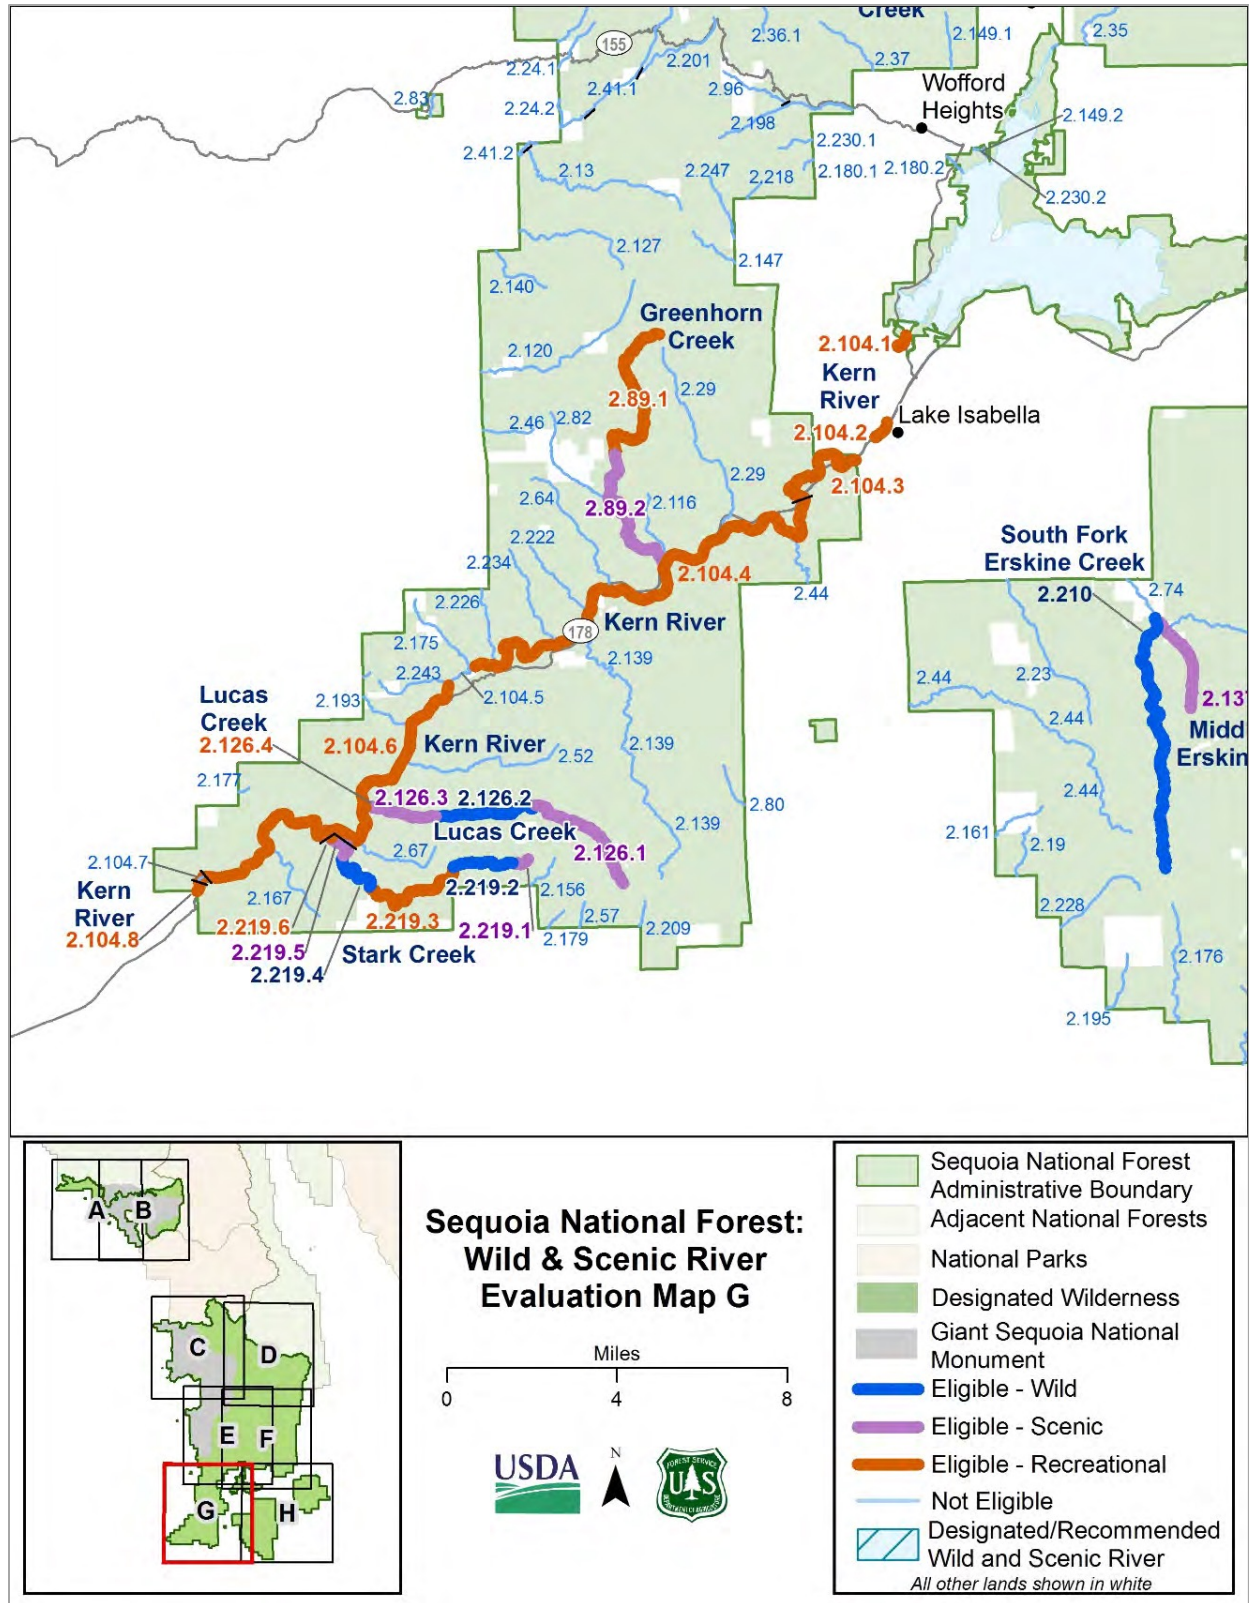 Creek
155
2.36.1
2.149.1
2.35
2.24.1
2.201
2.37
2.83
2.41.1
2.96
Wofford
Heights
2.24.2
2.198
2.149.2
2.41.2
2.230.1
2.13
2.247
2.218
2.180.1
2.180.2
2.230.2
2.127
2.147
2.140
Greenhorn
Creek
2.120
2.104.1
Kern
River
2.29
2.89.1
2.46
2.82
2.104.2
Lake Isabella
2.29
2.104.3
2.64
2.89.2
2.116
2.222
South Fork
Erskine Creek
2.234
2.104.4
2.210
2.74
2.44
2.226
178
Kern River
2.175
2.139
2.243
2.104.5
2.23
2.44
2.193
2.13
Lucas
Creek
2.126.4
2.104.6
Kern River
2.44
Midd
Erskin
2.52
2.139
2.177
2.126.3
2.126.2
2.44
2.80
Lucas Creek
2.139
2.161
2.19
2.104.7
2.67
2.126.1
Kern
River
2.104.8
2.167
2.219.2
2.156
2.228
2.219.6
2.219.3
2.219.1
2.57
2.209
2.179
2.219.5
Stark Creek
2.219.4
2.176
2.195
A
B
C
D
E
F
G
H
Sequoia National Forest:
Wild & Scenic River
Evaluation Map G
Miles
0
4
8
USDA
N
FOREST SERVICE
UAS
DEPARTMENT OF AGRICULTURE
Sequoia National Forest
Administrative Boundary
Adjacent National Forests
National Parks
Designated Wilderness
Giant Sequoia National
Monument
Eligible - Wild
Eligible - Scenic
Eligible - Recreational
Not Eligible
Designated/Recommended
Wild and Scenic River
All other lands shown in white